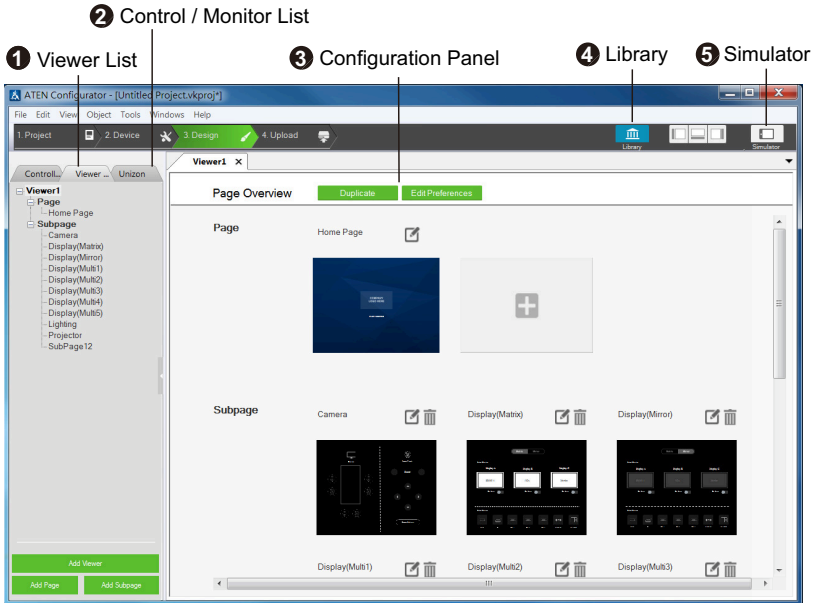 2 Control / Monitor List
1 Viewer List
3 Configuration Panel
4 Library
5 Simulator
ATEN Configurator - [Untitled Project.vkproj*]
File Edit View Object Tools Windows Help
1. Project
2. Device
3. Design
4. Upload
Library
Simulator
Controll..
Viewer ...
Unizon
Viewer1 X
Viewer1
Page
Home Page
Subpage
Camera
Display(Matrix)
Display(Mirror)
Display(Multi1)
Display(Multi2)
Display(Multi3)
Display(Multi4)
Display(Multi5)
Lighting
Projector
SubPage12
Add Viewer
Add Page
Add Subpage
Page Overview
Duplicate
Edit Preferences
Page
Home Page
Subpage
Camera
Display(Matrix)
Display(Mirror)
Display(Multi1)
Display(Multi2)
Display(Multi3)